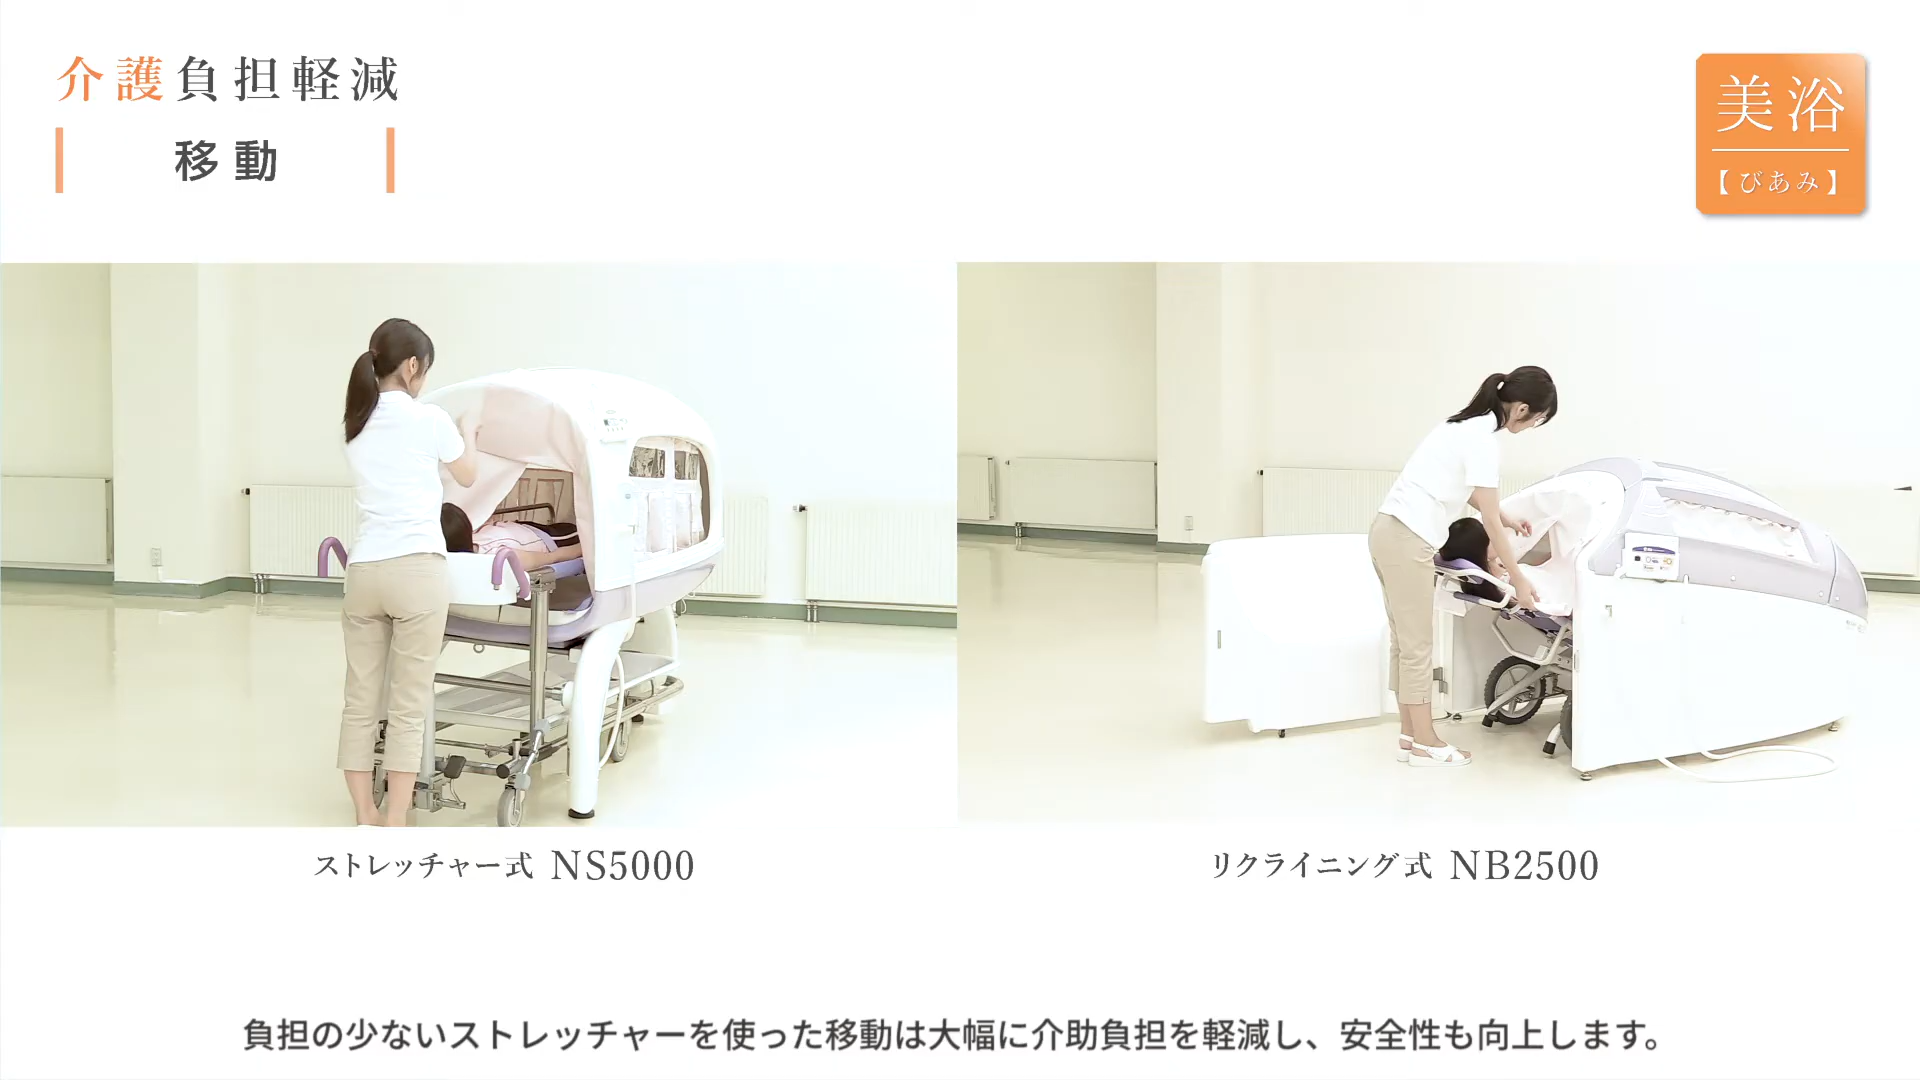 介護負担軽減
移動
美浴
【びあみ】
ストレッチャー式 NS5000
リクライニング式 NB2500
負担の少ないストレッチャーを使った移動は大幅に介助負担を軽減し、安全性も向上します。